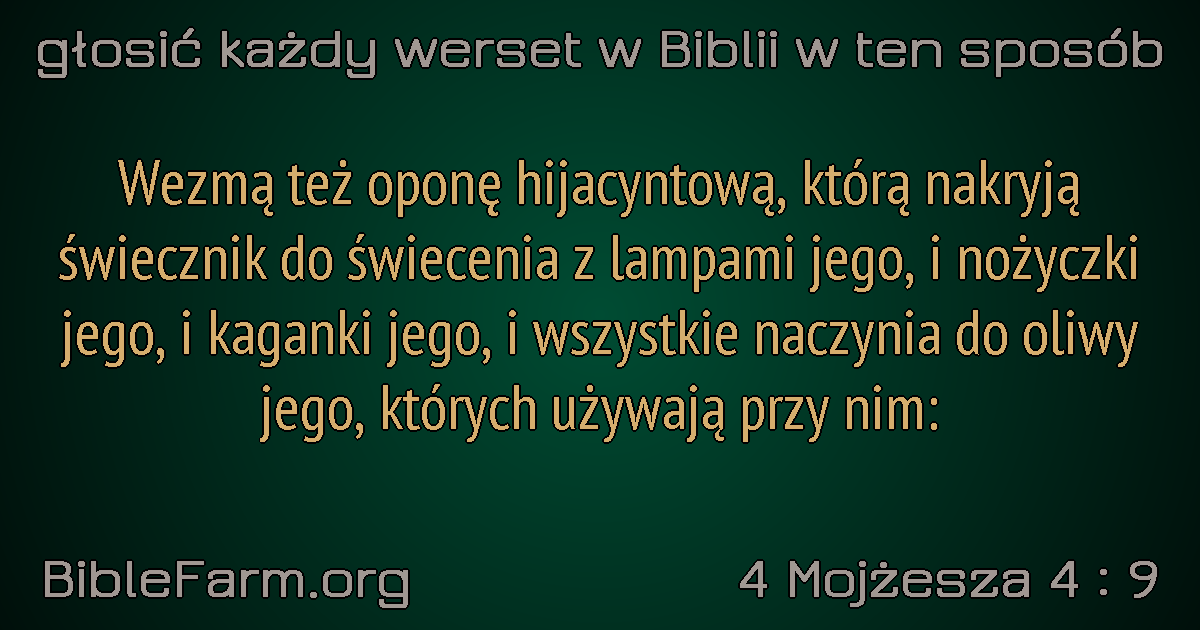 głosić każdy werset w Biblii w ten sposób
Wezmą też oponę hijacyntową, którą nakryją
świecznik do świecenia z lampami jego, i nożyczki
jego, i kaganki jego, i wszystkie naczynia do oliwy
jego, których używają przy nim:
BibleFarm.org
4 Mojżesza 4 : 9